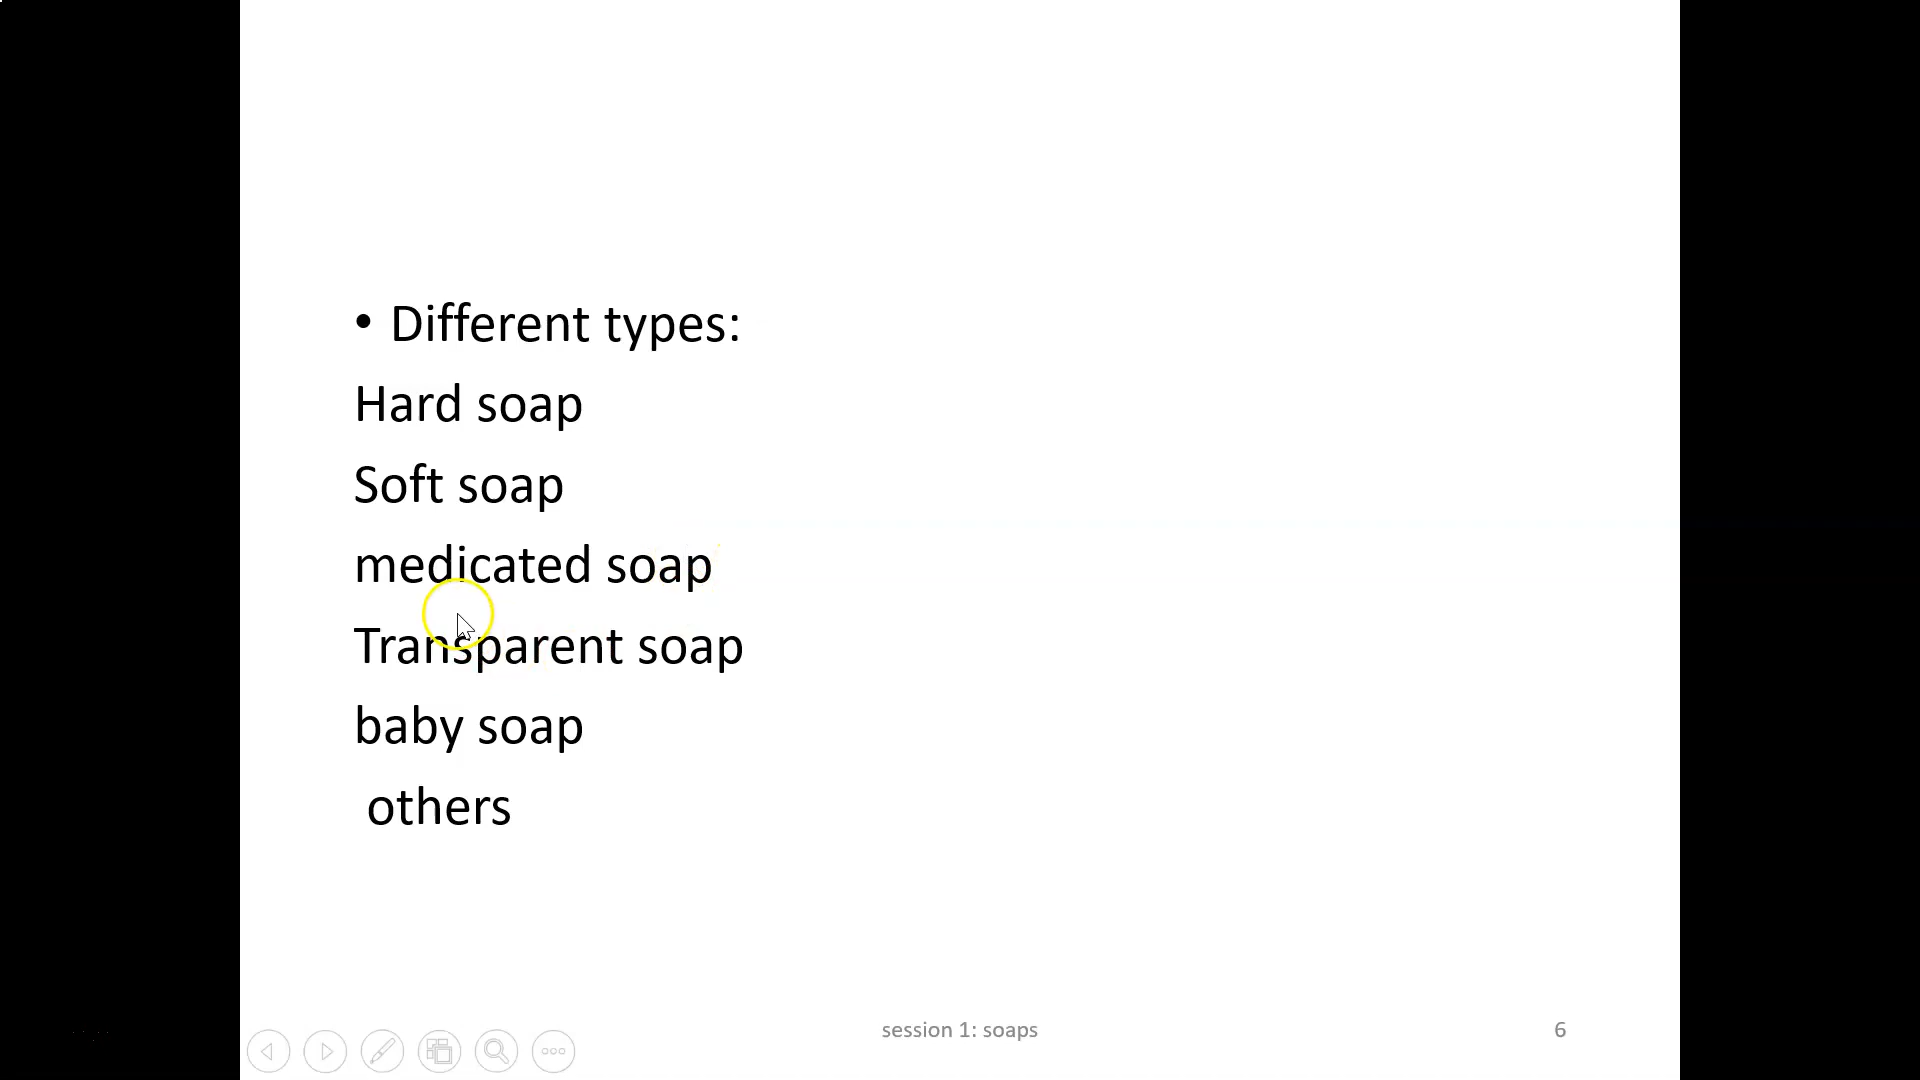 • Different types:
Hard soap
Soft soap
medicated soap
Transparent soap
baby soap
others
session 1: soaps
6